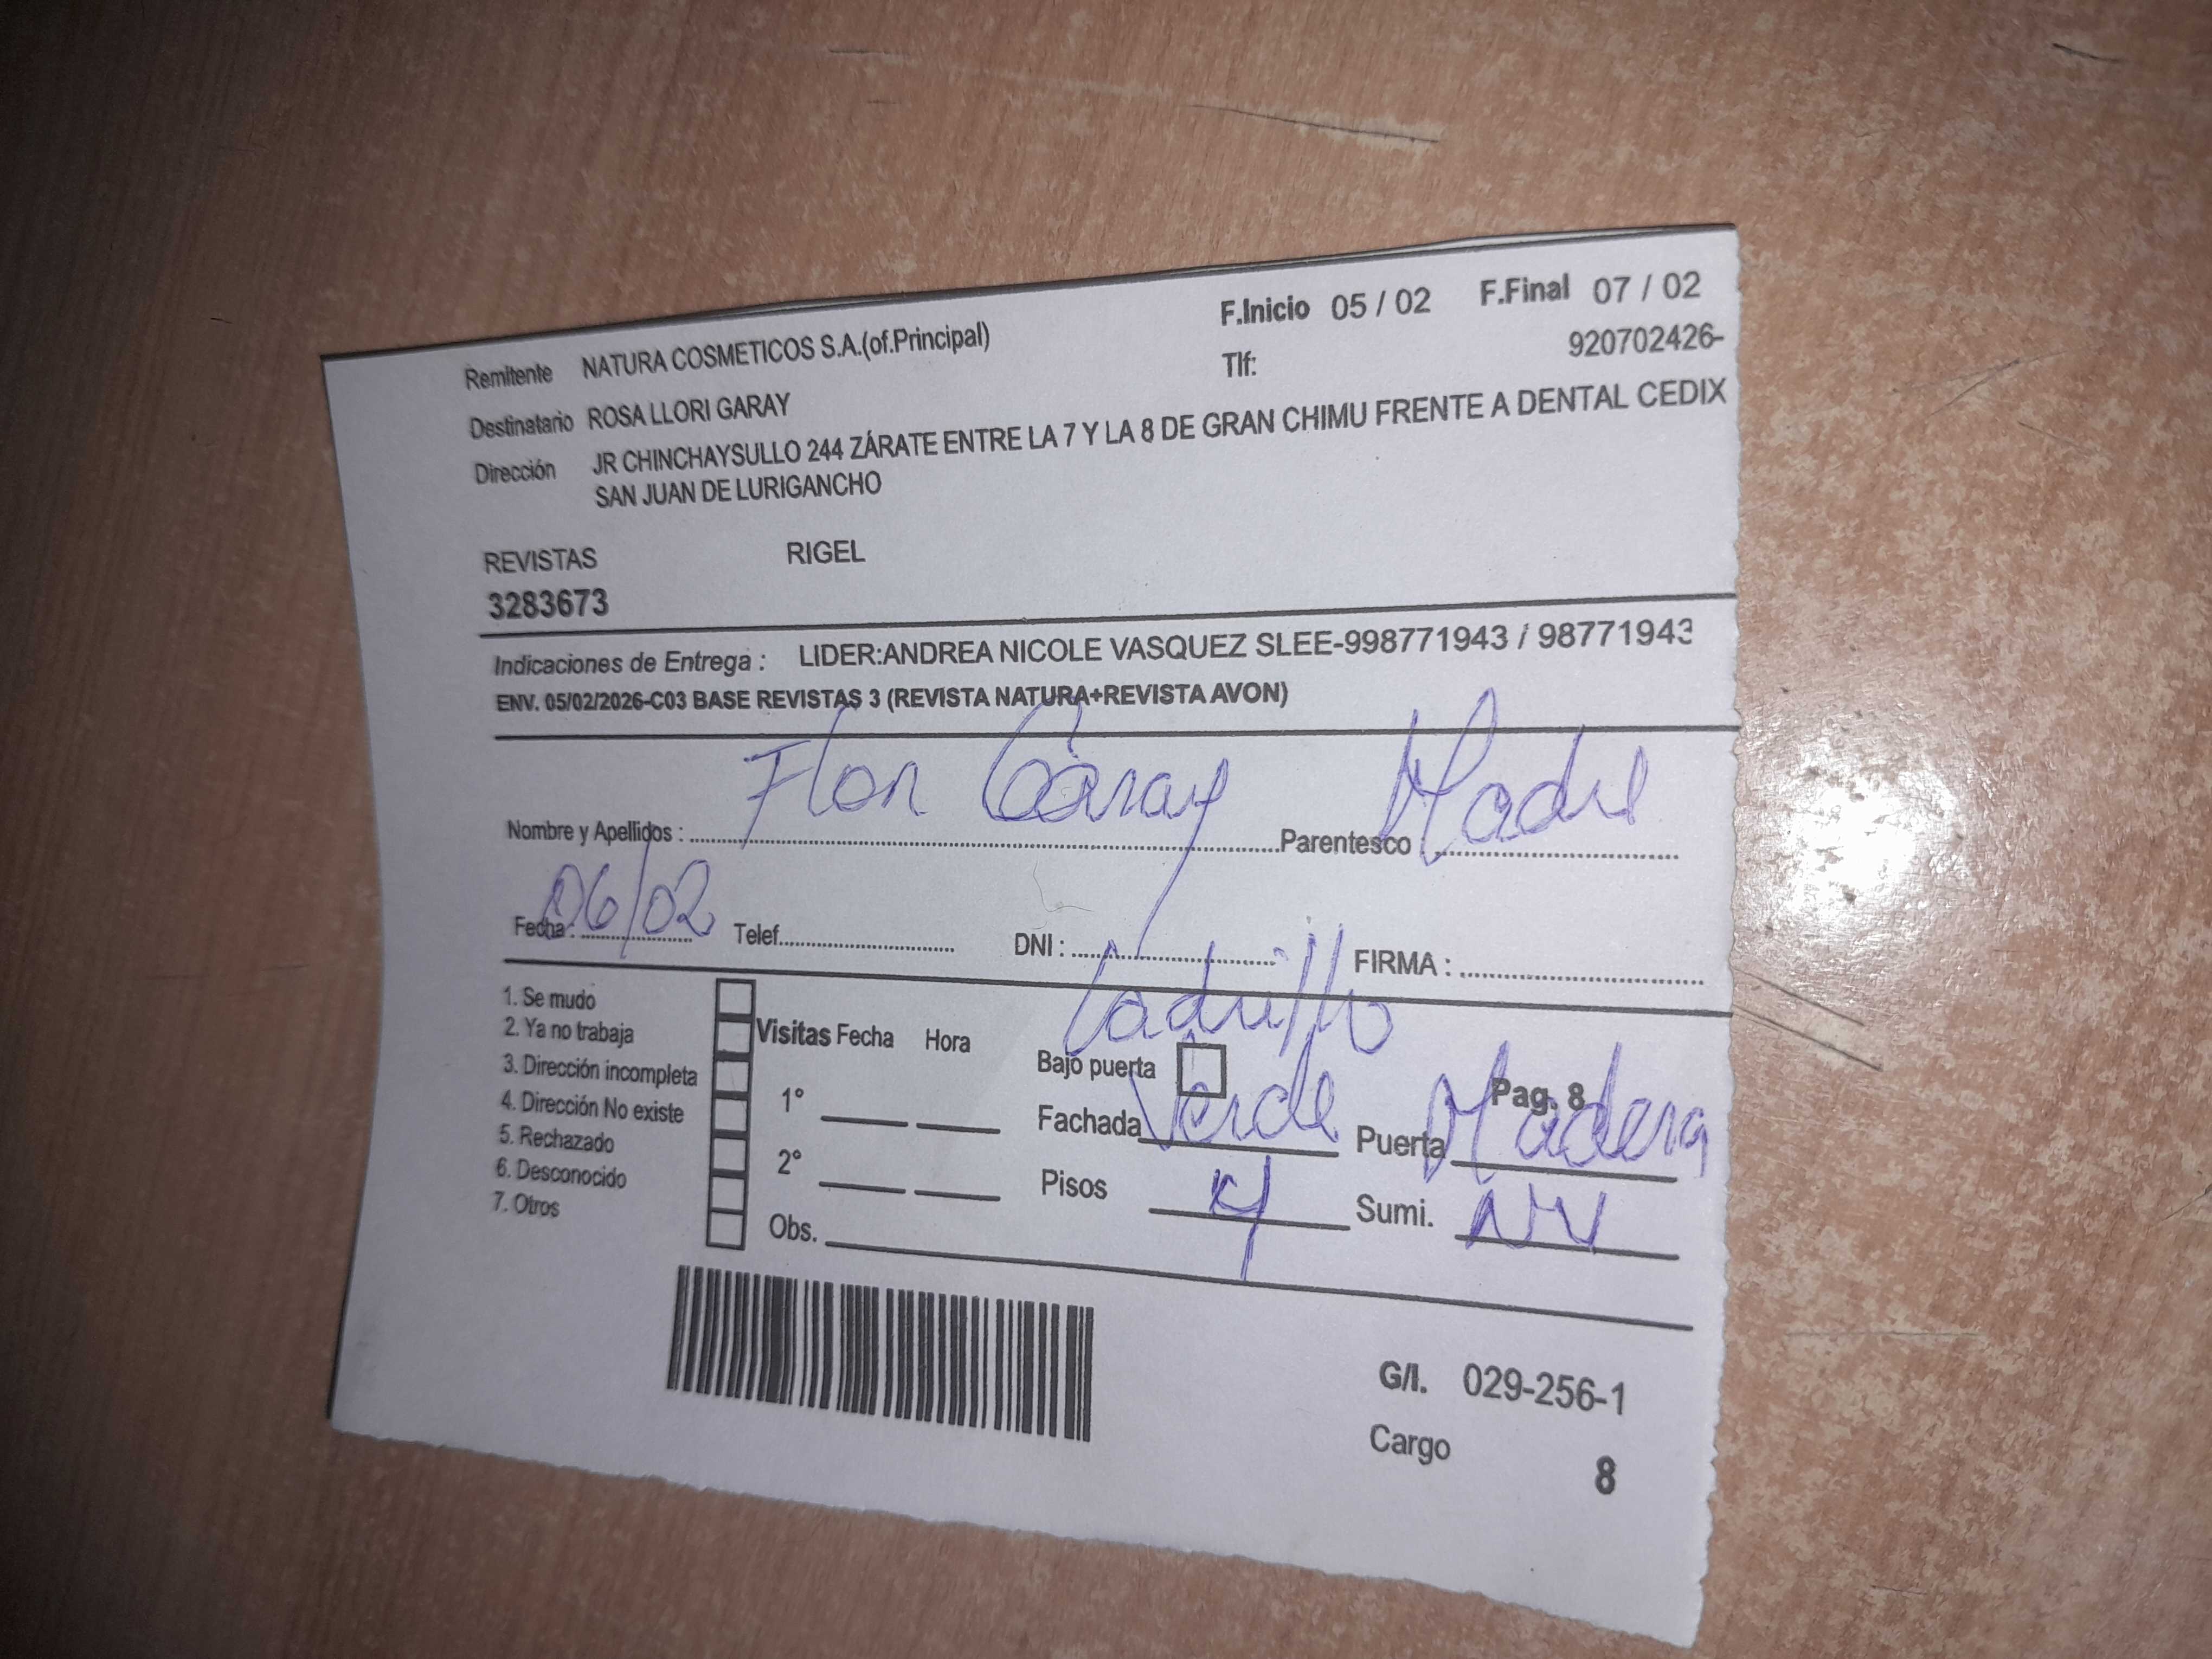 F.Inicio 05 / 02 F.Final 07 / 02
Remitente NATURA COSMETICOS S.A.(of.Principal) Tlf: 920702426-
Destinatario ROSA LLORI GARAY
Dirección JR CHINCHAYSULLO 244 ZÁRATE ENTRE LA 7 Y LA 8 DE GRAN CHIMU FRENTE A DENTAL CEDIX
SAN JUAN DE LURIGANCHO
REVISTAS RIGEL
3283673
Indicaciones de Entrega : LIDER:ANDREA NICOLE VASQUEZ SLEE-998771943 / 98771943
ENV. 05/02/2026-C03 BASE REVISTAS 3 (REVISTA NATURA+REVISTA AVON)
Nombre y Apellidos : Flor Garay Parentesco : Madre
Fecha : 06/02 Telef. DNI : FIRMA :
Ladrillo
1. Se mudo
2. Ya no trabaja Visitas Fecha Hora Bajo puerta
3. Dirección incompleta Pag. 8
4. Dirección No existe 1° Fachada Verde Puerta Madera
5. Rechazado
6. Desconocido 2° Pisos 4 Sumi. NV
7. Otros Obs.
G/I. 029-256-1
Cargo 8